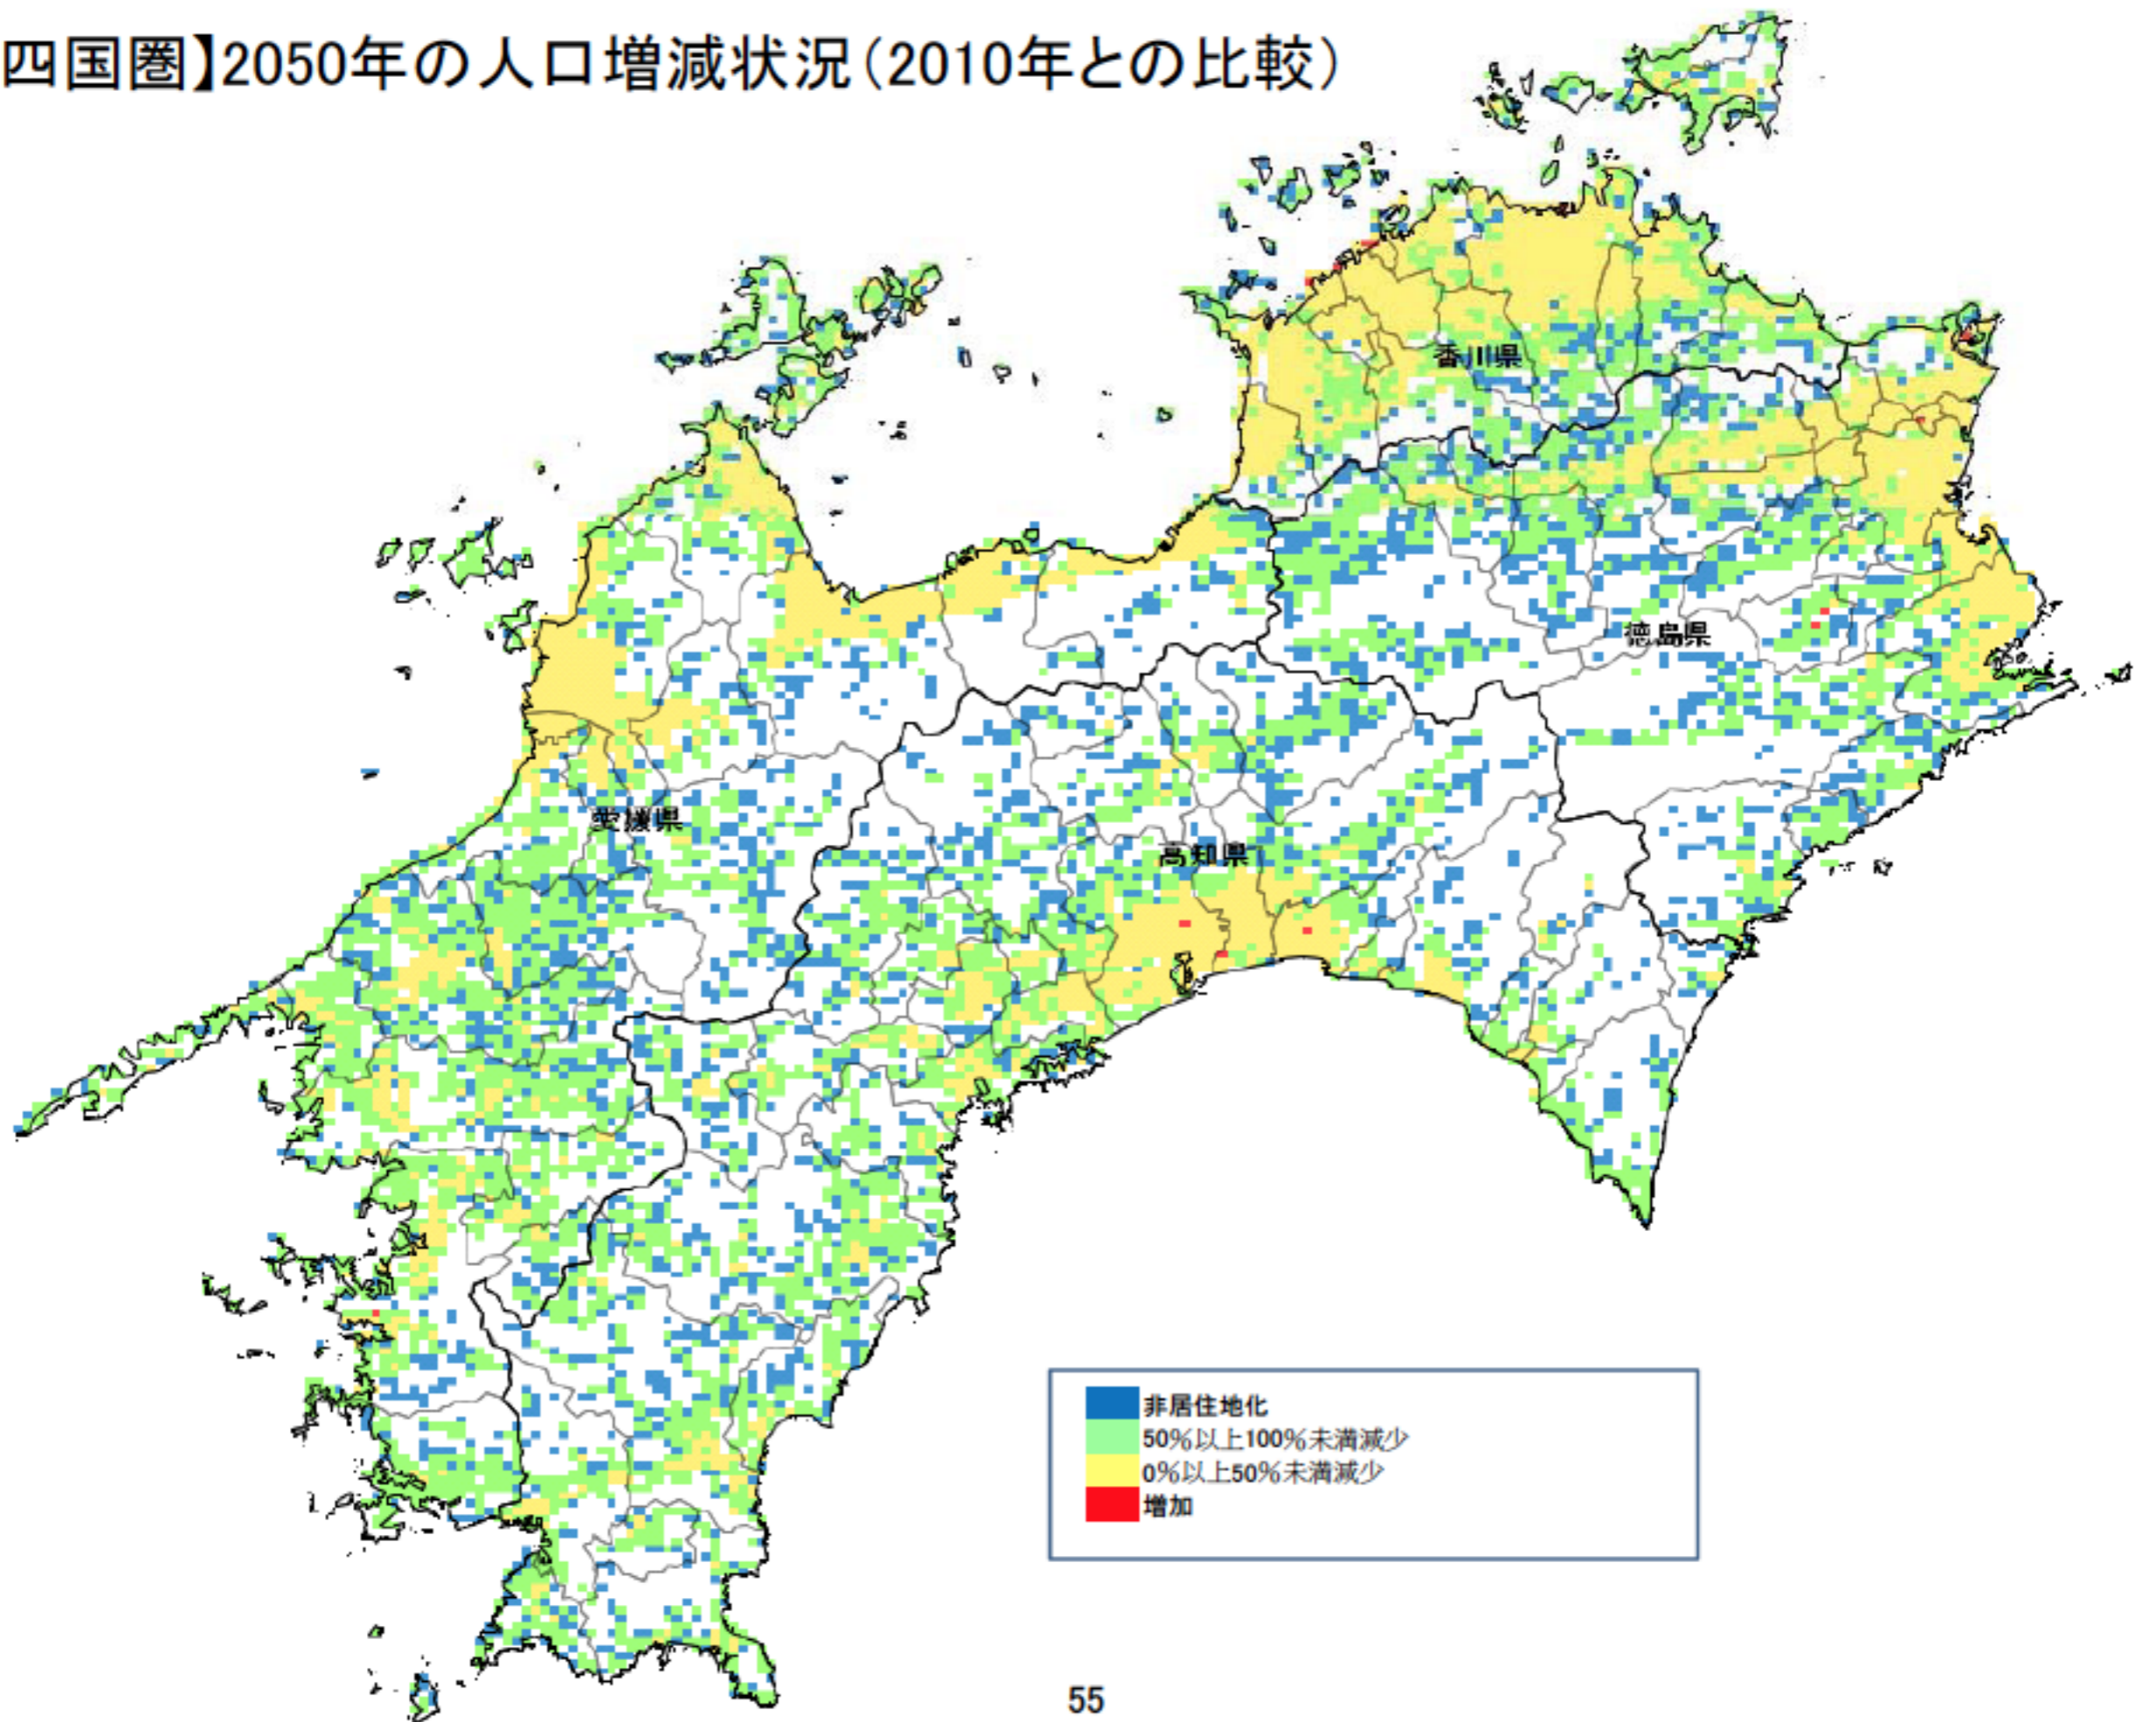 四国圏】2050年の人口増減状況（2010年との比較）
香川県
徳島県
愛媛県
高知県
非居住地化
50％以上100％未満減少
0％以上50％未満減少
増加
55